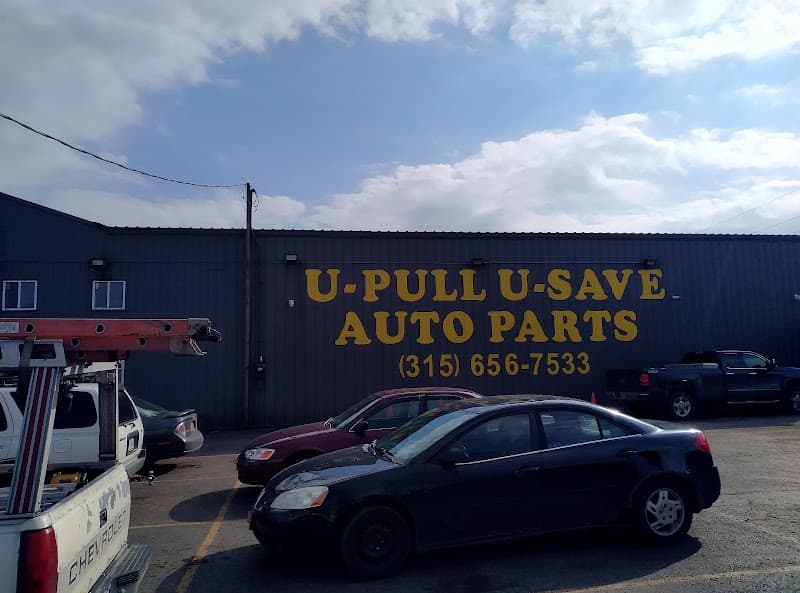 U-PULL U-SAVE
AUTO PARTS
(315) 656-7533
CHEVROLET